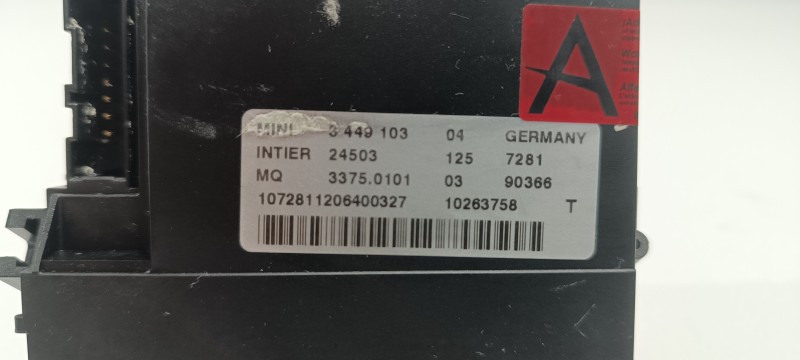 A
MINI 3 449 103 04 GERMANY
INTIER 24503 125 7281
MQ 3375.0101 03 90366
1072811206400327 10263758 T